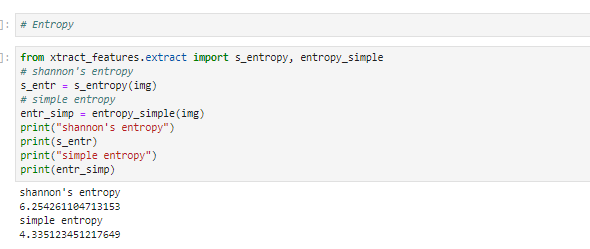 ]: # Entropy
]: from xtract_features.extract import s_entropy, entropy_simple
# shannon's entropy
s_entr = s_entropy(img)
# simple entropy
entr_simp = entropy_simple(img)
print("shannon's entropy")
print(s_entr)
print("simple entropy")
print(entr_simp)
shannon's entropy
6.254261104713153
simple entropy
4.335123451217649